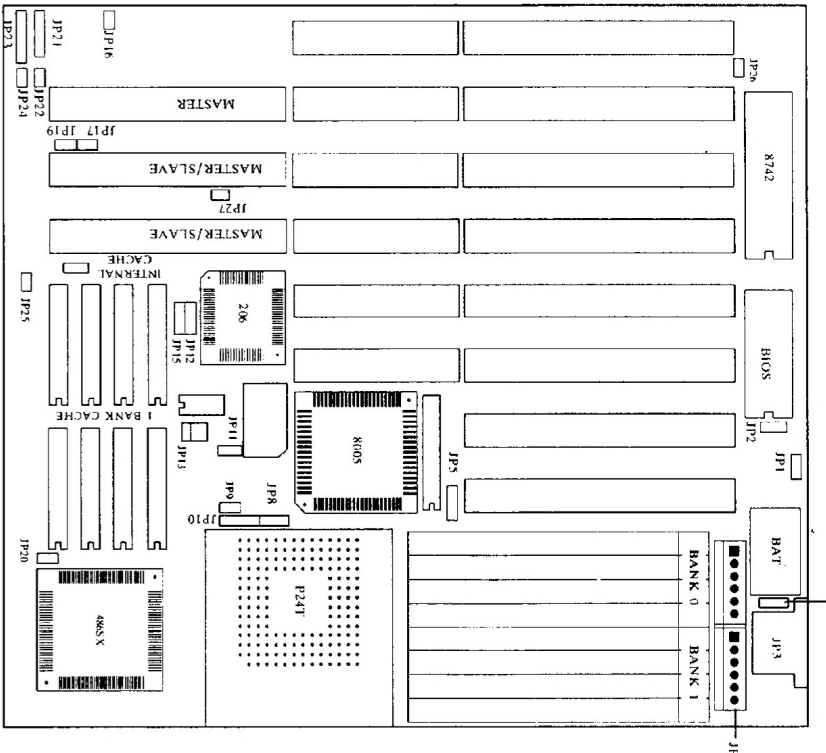 JP23
JP21
JP16
JP26
JP24
JP22
MASTER
JP19
JP17
8742
MASTER/SLAVE
JP27
MASTER/SLAVE
INTERNAL
CACHE
JP25
206
JP15
JP12
BIOS
1 BANK CACHE
JP13
JP11
8005
JP5
JP2
JP1
JP9
JP8
JP10
JP20
P24T
BANK 0
BAT
486SX
BANK 1
JP3